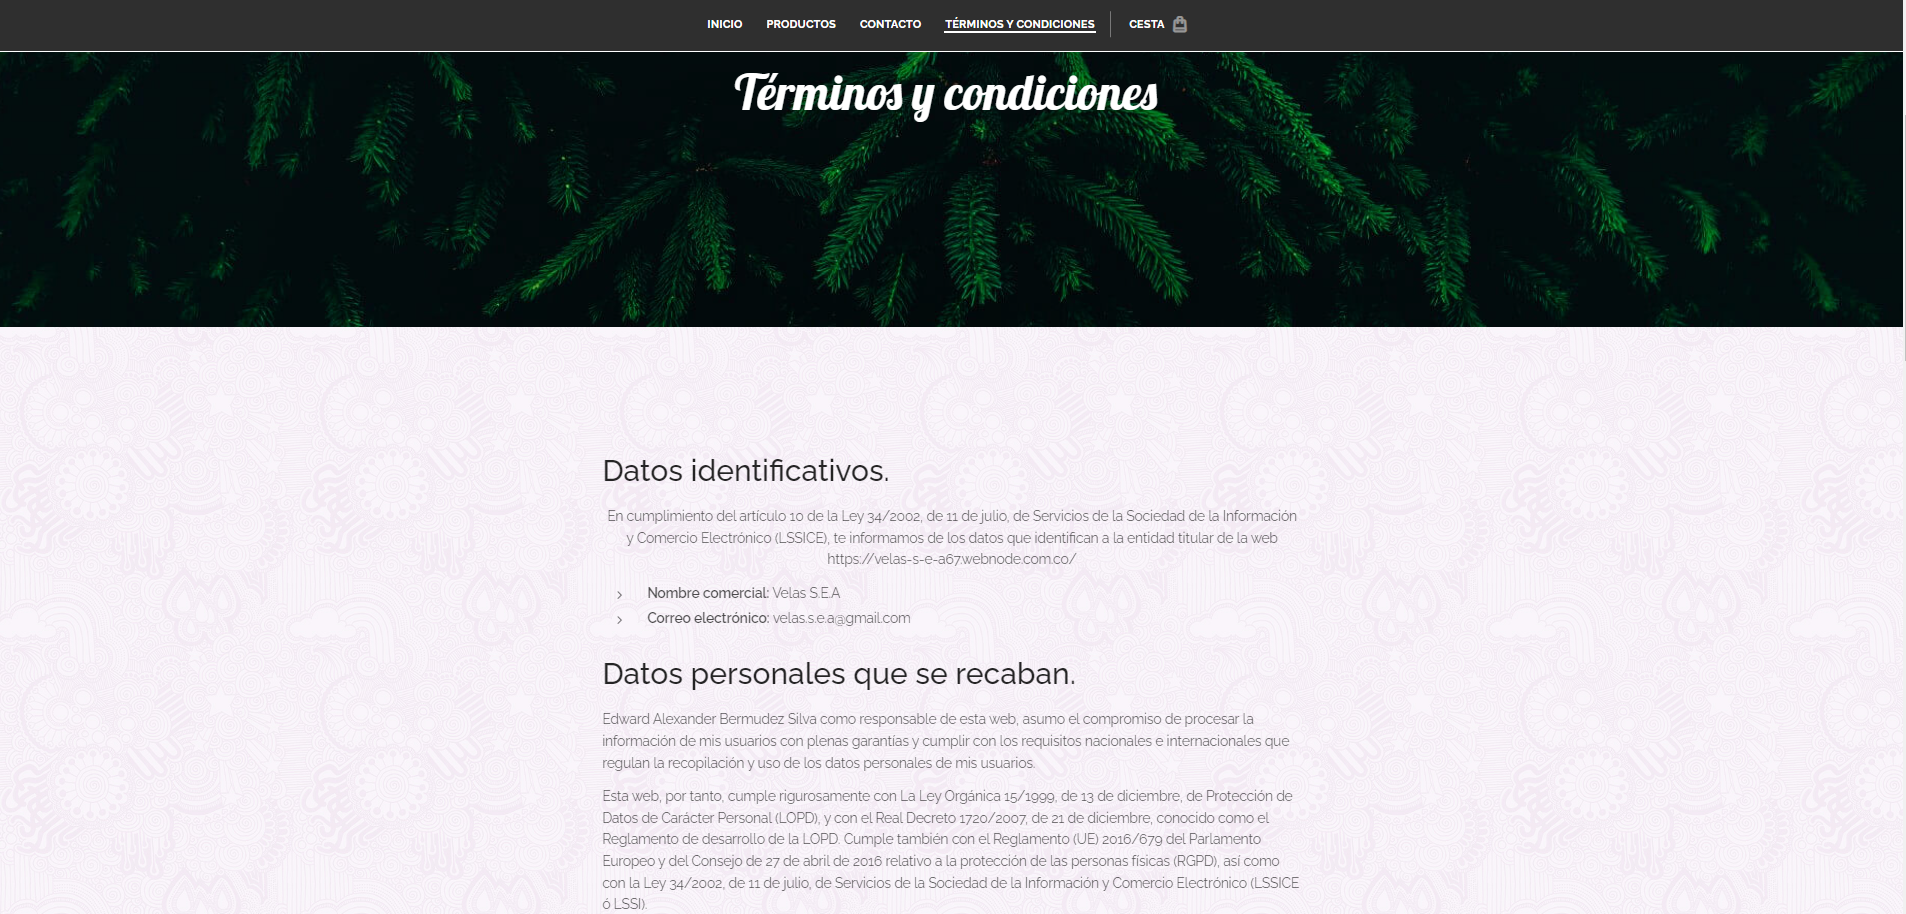 INICIO PRODUCTOS CONTACTO TÉRMINOS Y CONDICIONES CESTA
Términos y condiciones
Datos identificativos.
En cumplimiento del artículo 10 de la Ley 34/2002, de 11 de julio, de Servicios de la Sociedad de la Información
y Comercio Electrónico (LSSICE), te informamos de los datos que identifican a la entidad titular de la web
https://velas-s-e-a67.webnode.com.co/
Nombre comercial: Velas S.E.A
Correo electrónico: velas.s.e.a@gmail.com
Datos personales que se recaban.
Edward Alexander Bermudez Silva como responsable de esta web, asumo el compromiso de procesar la
información de mis usuarios con plenas garantías y cumplir con los requisitos nacionales e internacionales que
regulan la recopilación y uso de los datos personales de mis usuarios.
Esta web, por tanto, cumple rigurosamente con La Ley Orgánica 15/1999, de 13 de diciembre, de Protección de
Datos de Carácter Personal (LOPD), y con el Real Decreto 1720/2007, de 21 de diciembre, conocido como el
Reglamento de desarrollo de la LOPD. Cumple también con el Reglamento (UE) 2016/679 del Parlamento
Europeo y del Consejo de 27 de abril de 2016 relativo a la protección de las personas físicas (RGPD), así como
con la Ley 34/2002, de 11 de julio, de Servicios de la Sociedad de la Información y Comercio Electrónico (LSSICE
ó LSSI).